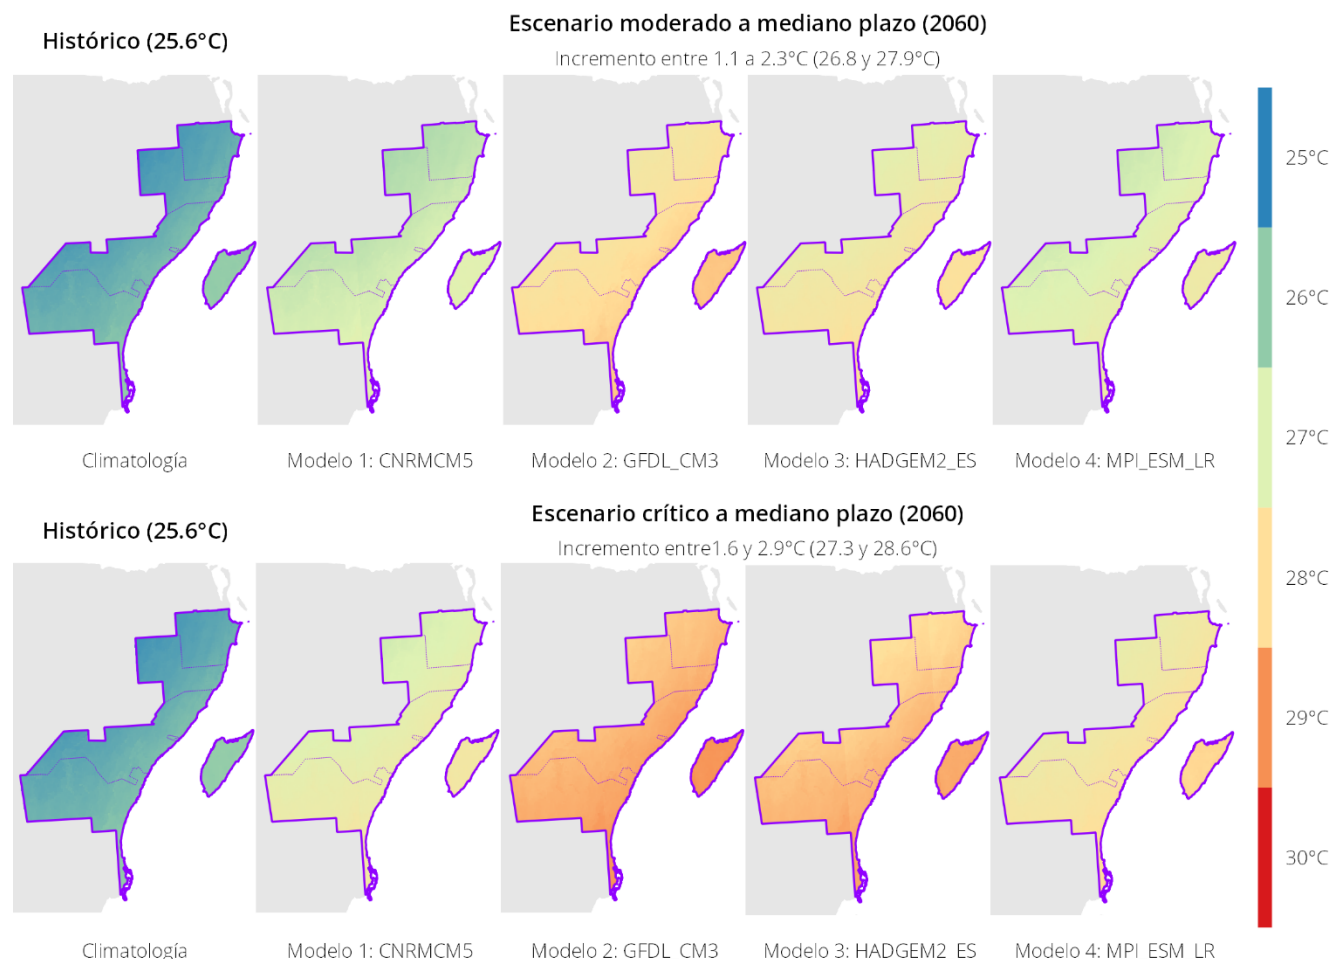 Histórico (25.6°C)
Escenario moderado a mediano plazo (2060)
Incremento entre 1.1 a 2.3°C (26.8 y 27.9°C)
Climatología
Modelo 1: CNRMCM5
Modelo 2: GFDL_CM3
Modelo 3: HADGEM2_ES
Modelo 4: MPI_ESM_LR
Histórico (25.6°C)
Escenario crítico a mediano plazo (2060)
Incremento entre1.6 y 2.9°C (27.3 y 28.6°C)
Climatología
Modelo 1: CNRMCM5
Modelo 2: GFDL_CM3
Modelo 3: HADGEM2_ES
Modelo 4: MPI_ESM_LR
25°C
26°C
27°C
28°C
29°C
30°C